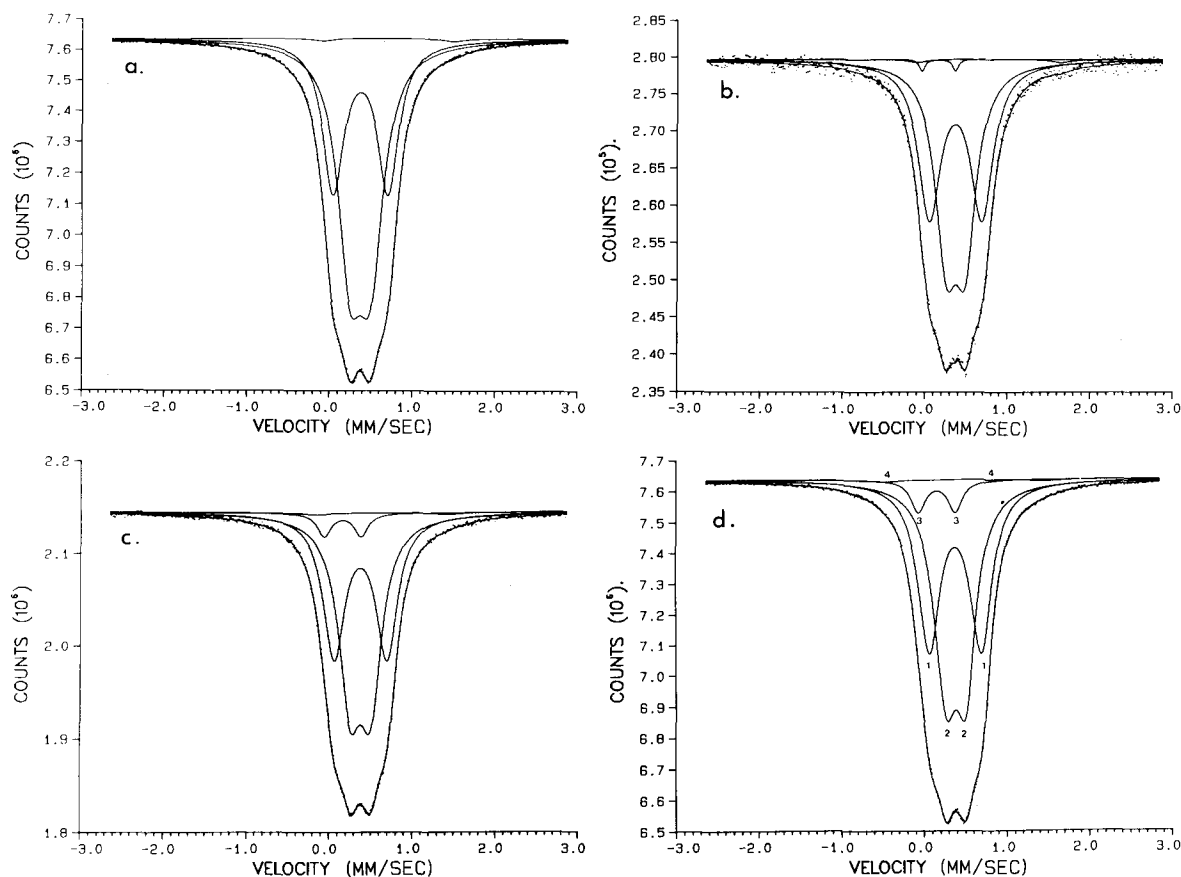 7.7
7.6
7.5
7.4
7.3
7.2
7.1
7.0
6.9
6.8
6.7
6.6
6.5
COUNTS (10⁶)
a.
-3.0 -2.0 -1.0 0.0 1.0 2.0 3.0
VELOCITY (MM/SEC)
2.85
2.80
2.75
2.70
2.65
2.60
2.55
2.50
2.45
2.40
2.35
COUNTS (10⁵).
b.
-3.0 -2.0 -1.0 0.0 1.0 2.0 3.0
VELOCITY (MM/SEC)
2.2
2.1
2.0
1.9
1.8
COUNTS (10⁶)
c.
-3.0 -2.0 -1.0 0.0 1.0 2.0 3.0
VELOCITY (MM/SEC)
7.7
7.6
7.5
7.4
7.3
7.2
7.1
7.0
6.9
6.8
6.7
6.6
6.5
COUNTS (10⁶).
d.
4 4
3 3
1 1
2 2
-3.0 -2.0 -1.0 0.0 1.0 2.0 3.0
VELOCITY (MM/SEC)